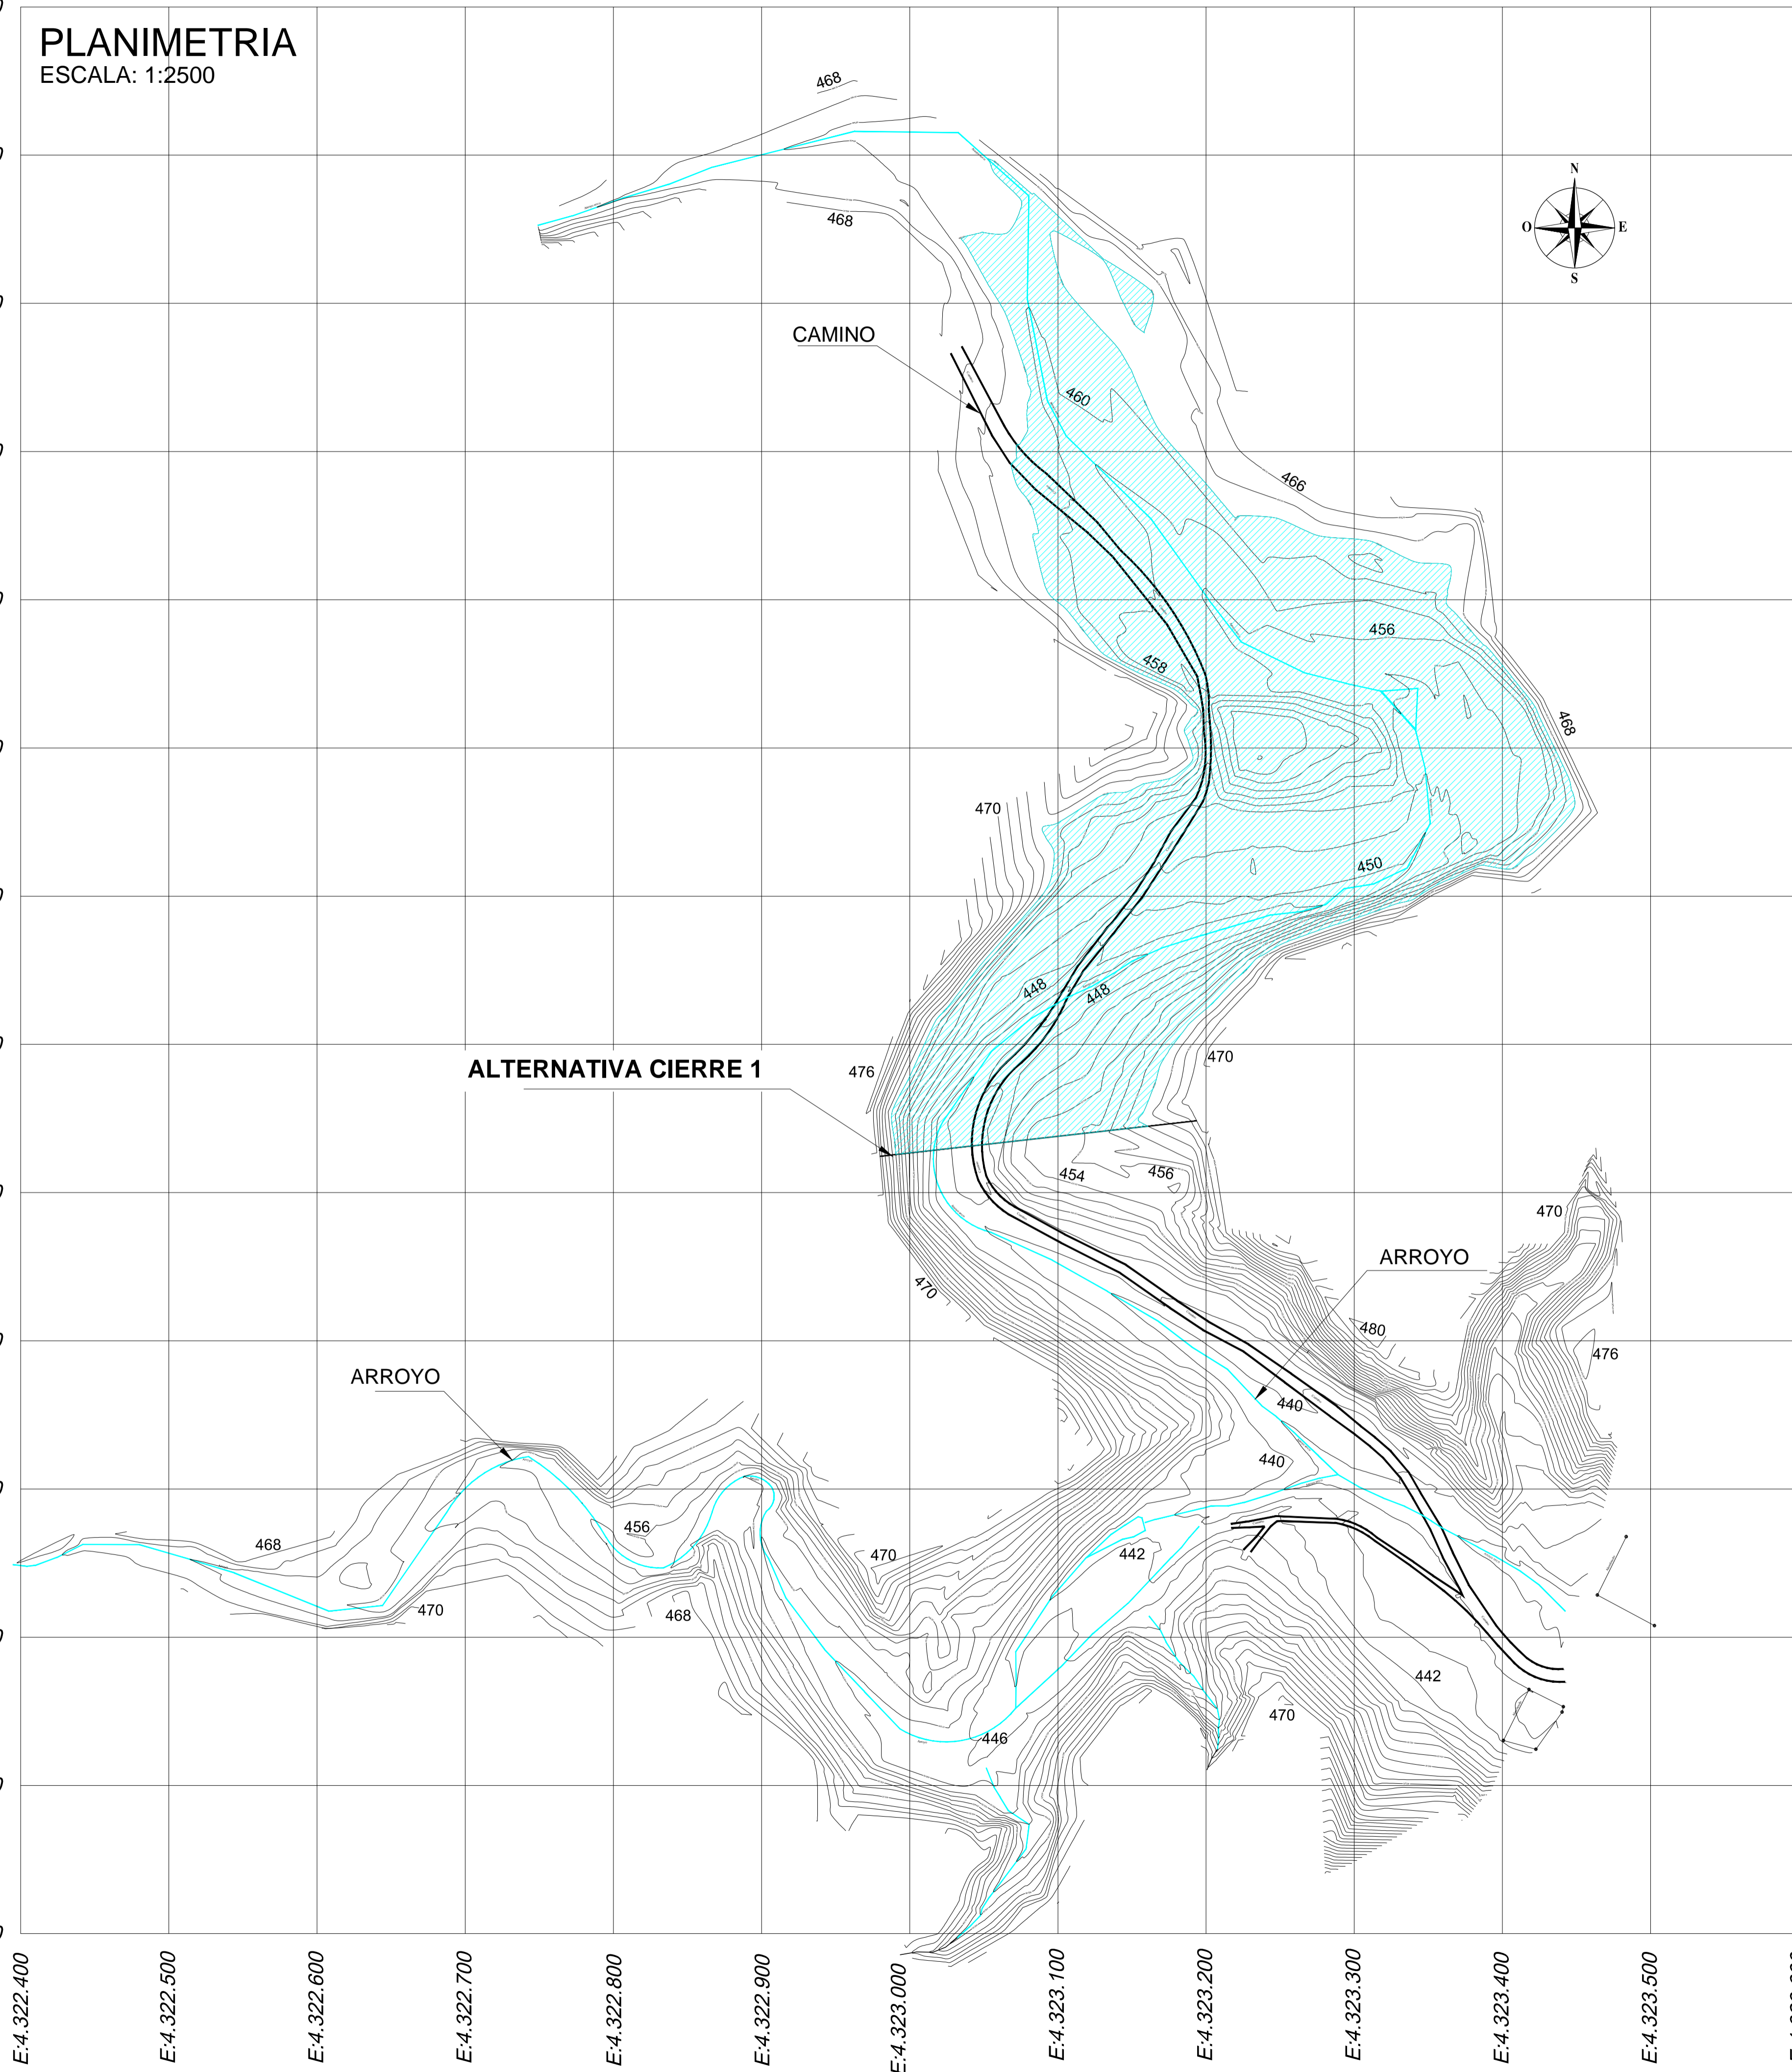 PLANIMETRIA
ESCALA: 1:2500
468
N
O E
S
468
CAMINO
460
466
456
458
468
470
450
448
448
470
ALTERNATIVA CIERRE 1
476
454
456
470
ARROYO
470
480
476
ARROYO
440
440
456
468
470
442
470
468
442
470
446
E:4.322.400
E:4.322.500
E:4.322.600
E:4.322.700
E:4.322.800
E:4.322.900
E:4.323.000
E:4.323.100
E:4.323.200
E:4.323.300
E:4.323.400
E:4.323.500